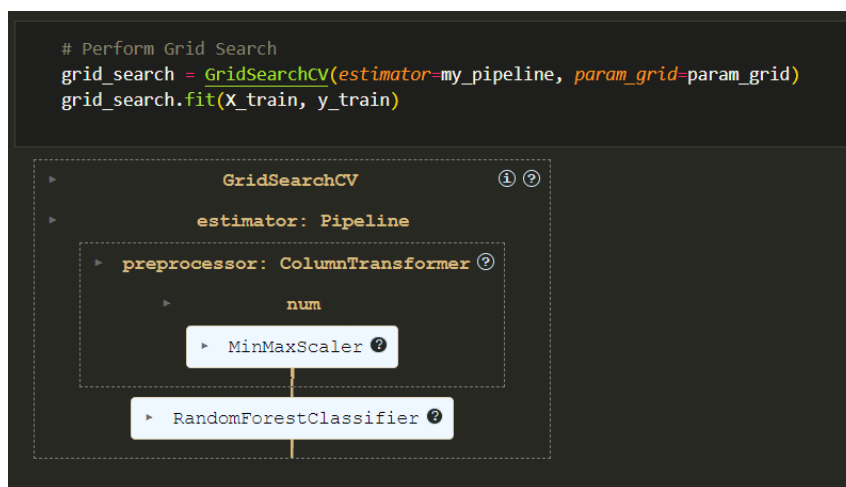 # Perform Grid Search
grid_search = GridSearchCV(estimator=my_pipeline, param_grid=param_grid)
grid_search.fit(X_train, y_train)
GridSearchCV i ?
estimator: Pipeline
preprocessor: ColumnTransformer ?
num
MinMaxScaler ?
RandomForestClassifier ?